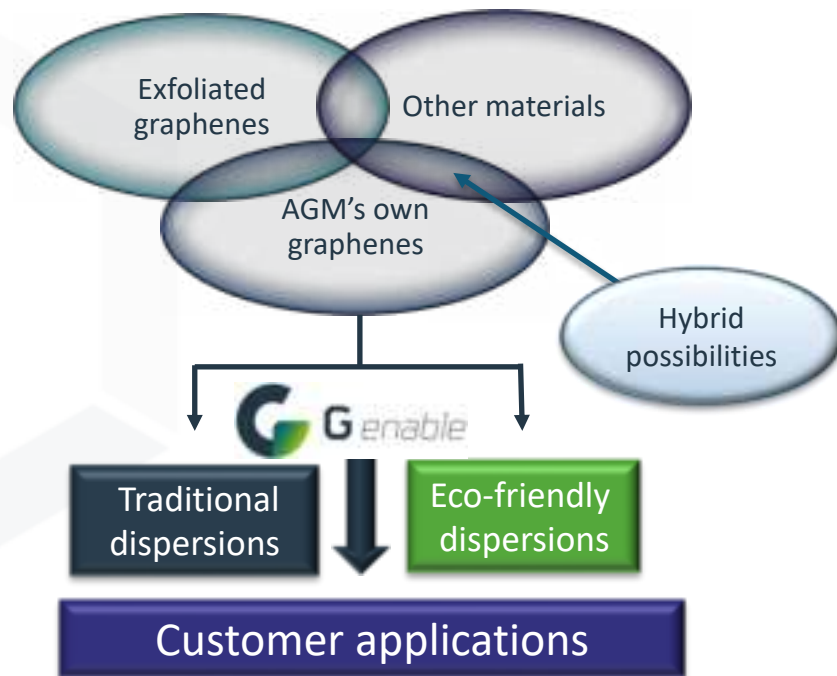 Exfoliated
graphenes
Other materials
AGM’s own
graphenes
Hybrid
possibilities
G enable
Traditional
dispersions
Eco-friendly
dispersions
Customer applications